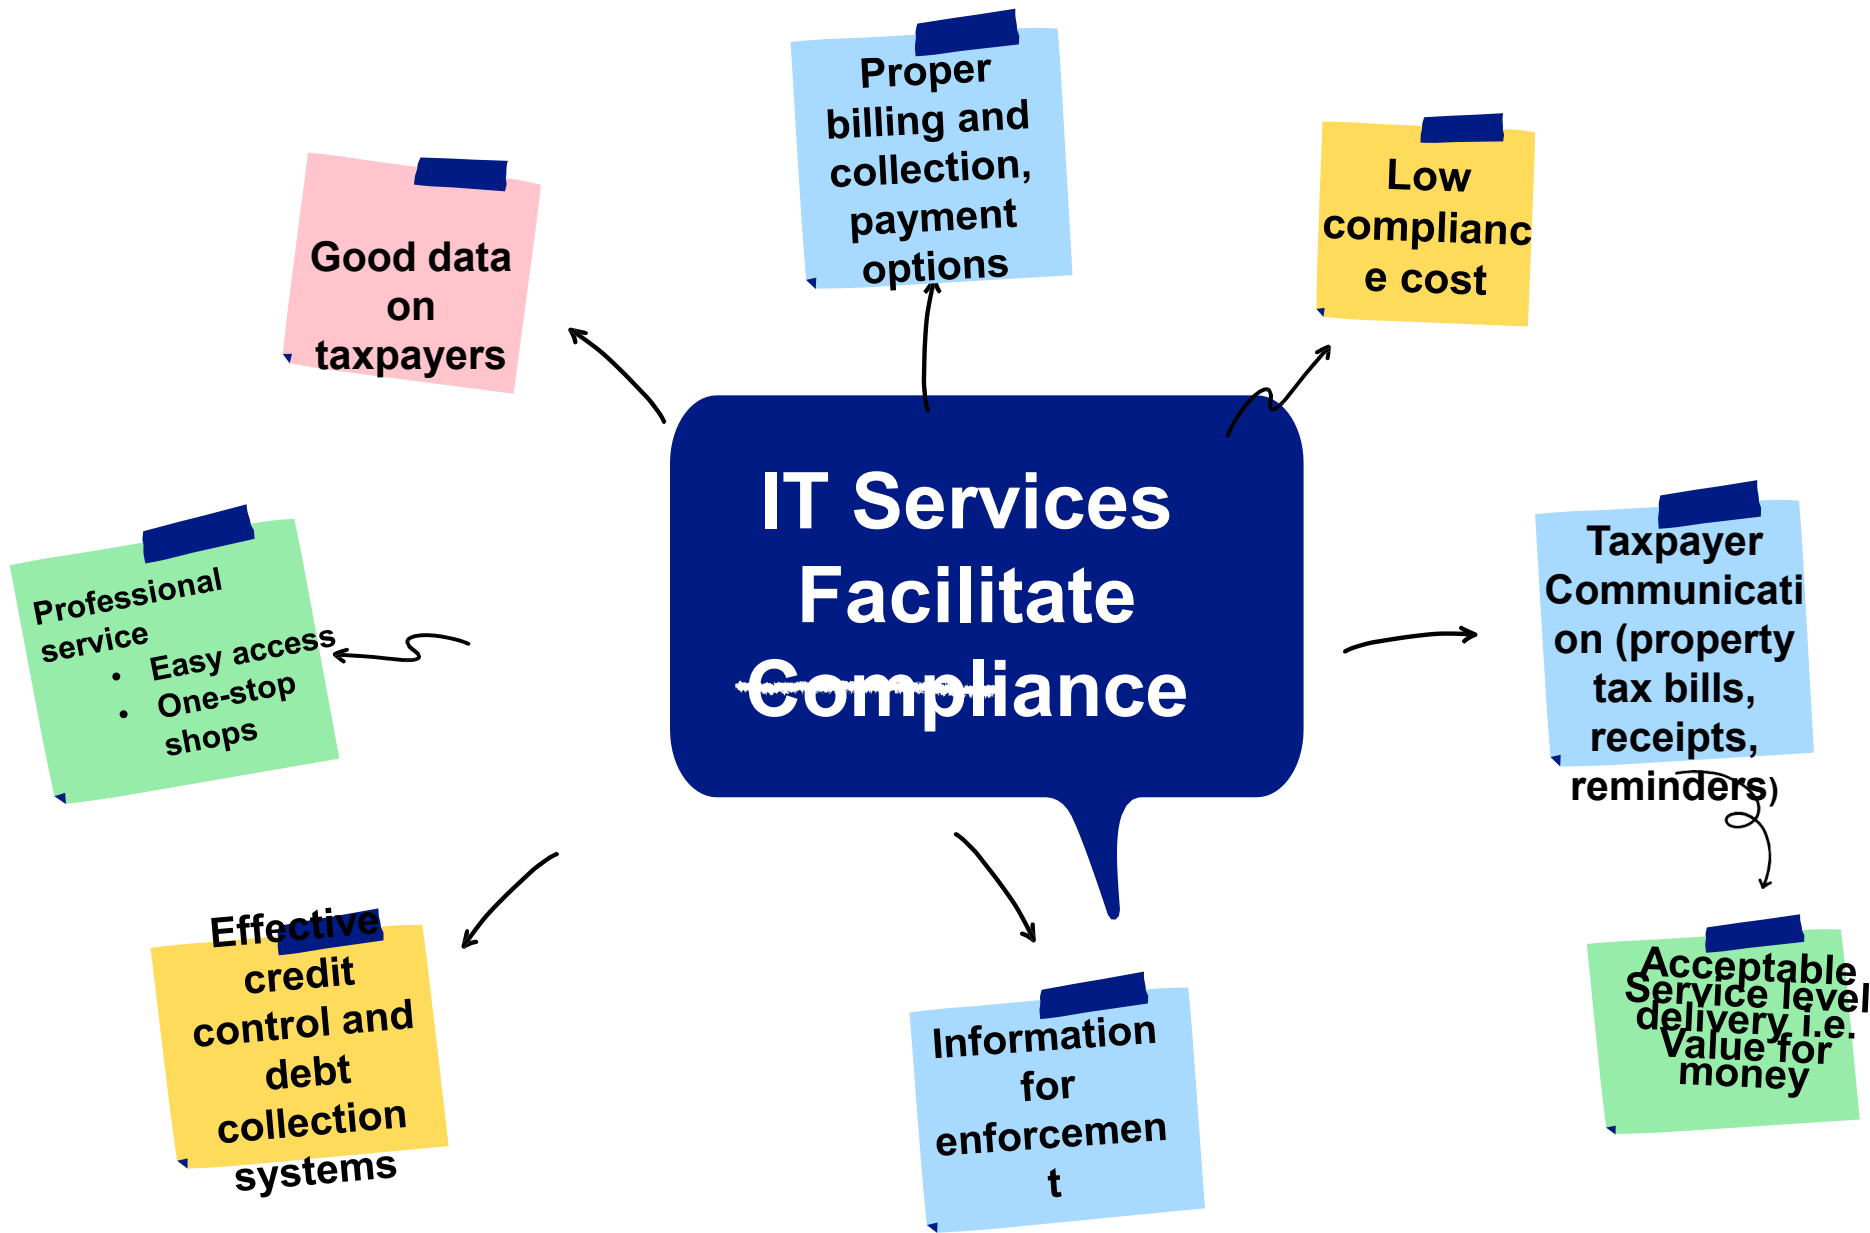 Proper
billing and
collection,
payment
options
Low
complianc
e cost
Good data
on
taxpayers
IT Services
Facilitate
Compliance
Taxpayer
Communicati
on (property
tax bills,
receipts,
reminders)
Professional
service
• Easy access
• One-stop
shops
Effective
credit
control and
debt
collection
systems
Information
for
enforcemen
t
Acceptable
Service level
delivery i.e.
Value for
money